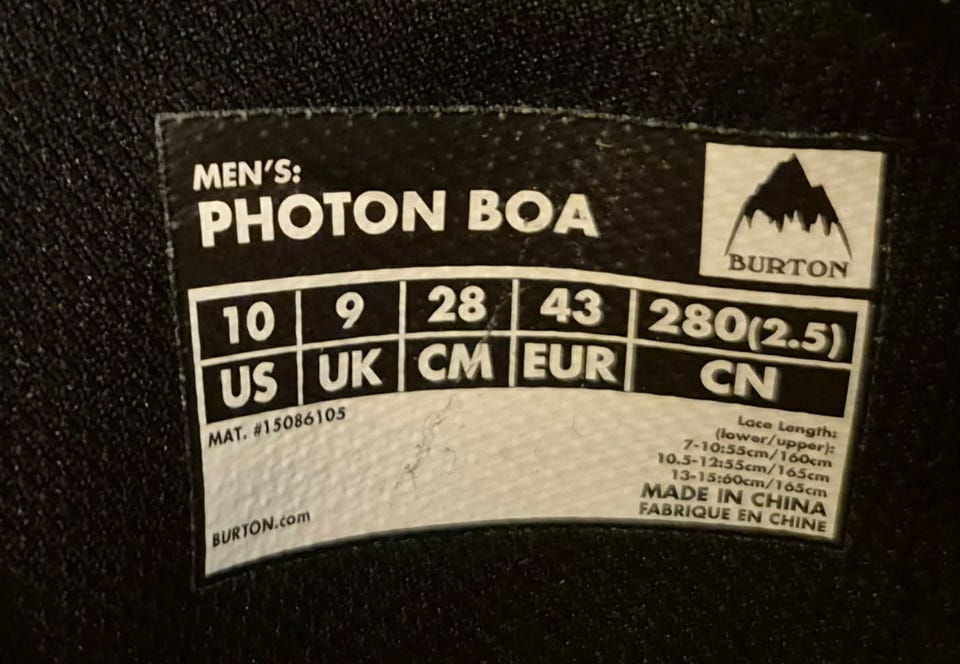 MEN'S:
PHOTON BOA
BURTON
10 9 28 43 280(2.5)
US UK CM EUR CN
MAT. #15086105
Lace Length:
(lower/upper):
7-10:55cm/160cm
10.5-12:55cm/165cm
13-15:60cm/165cm
MADE IN CHINA
FABRIQUE EN CHINE
BURTON.com